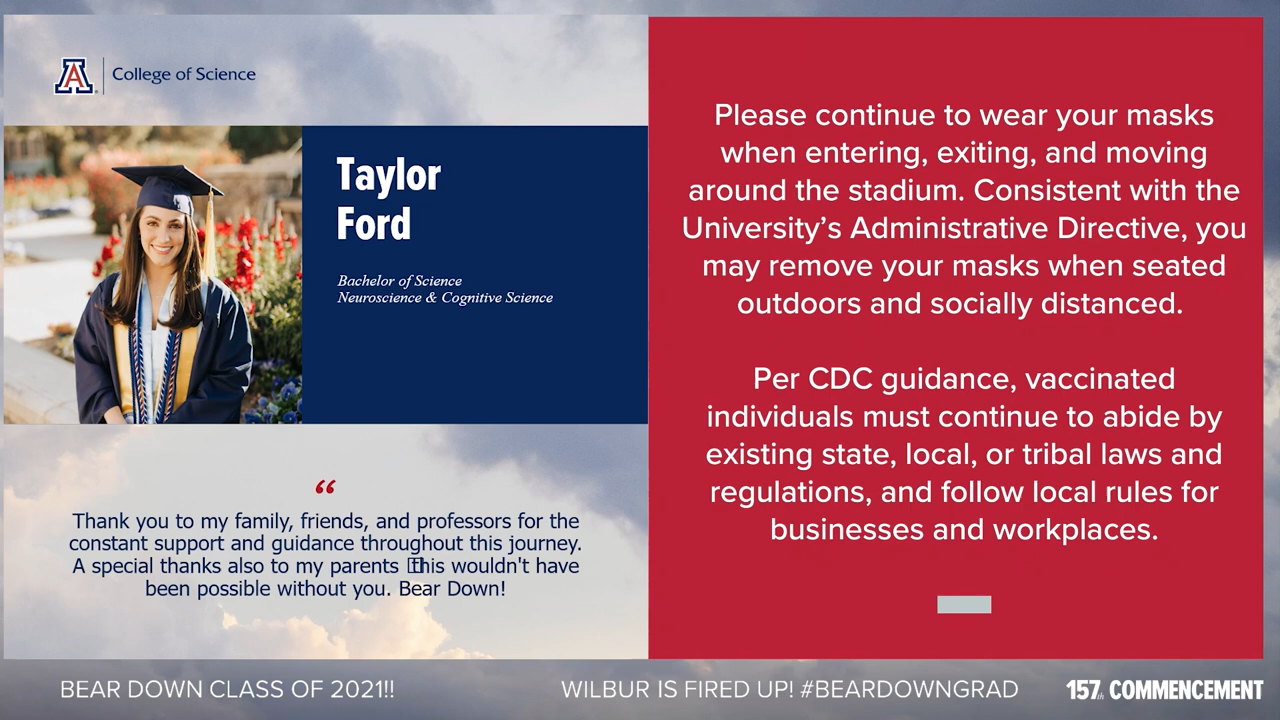 A
College of Science
Taylor
Ford
Bachelor of Science
Neuroscience & Cognitive Science
“
Thank you to my family, friends, and professors for the
constant support and guidance throughout this journey.
A special thanks also to my parents this wouldn't have
been possible without you. Bear Down!
Please continue to wear your masks
when entering, exiting, and moving
around the stadium. Consistent with the
University’s Administrative Directive, you
may remove your masks when seated
outdoors and socially distanced.
Per CDC guidance, vaccinated
individuals must continue to abide by
existing state, local, or tribal laws and
regulations, and follow local rules for
businesses and workplaces.
BEAR DOWN CLASS OF 2021!!
WILBUR IS FIRED UP! #BEARDOWNGRAD
157th COMMENCEMENT